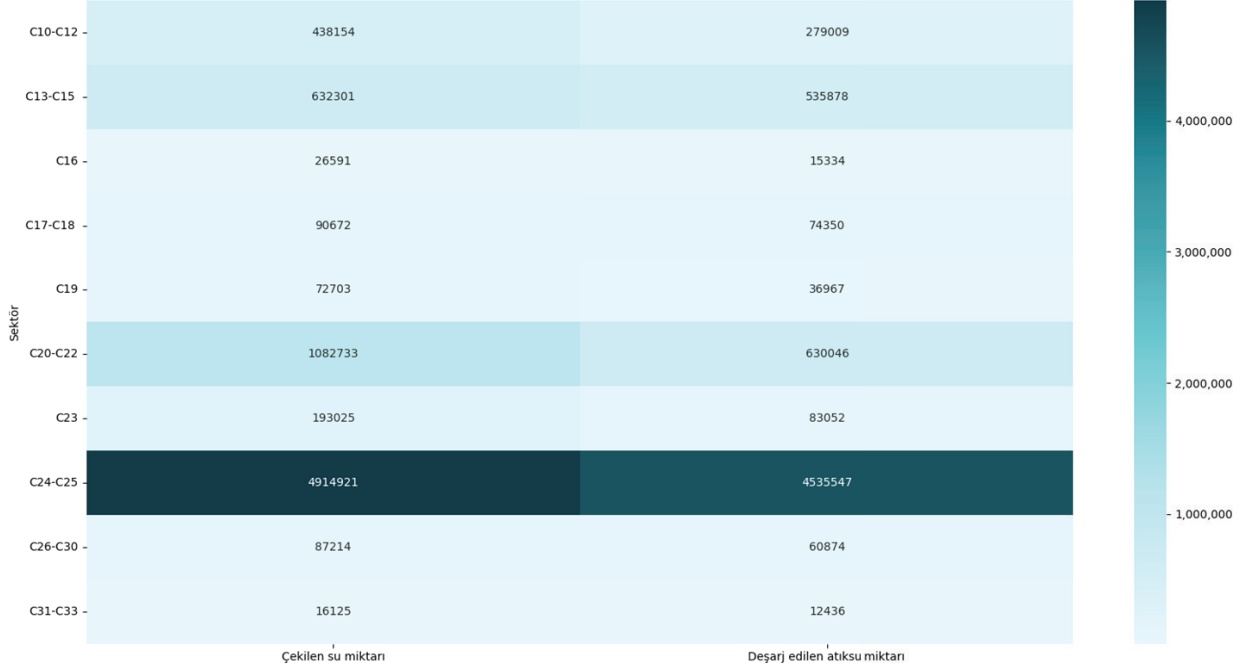 C10-C12 438154 279009
C13-C15 632301 535878
C16 26591 15334
C17-C18 90672 74350
C19 72703 36967
C20-C22 1082733 630046
C23 193025 83052
C24-C25 4914921 4535547
C26-C30 87214 60874
C31-C33 16125 12436
Sektör
Çekilen su miktarı
Deşarj edilen atıksu miktarı
4,000,000
3,000,000
2,000,000
1,000,000